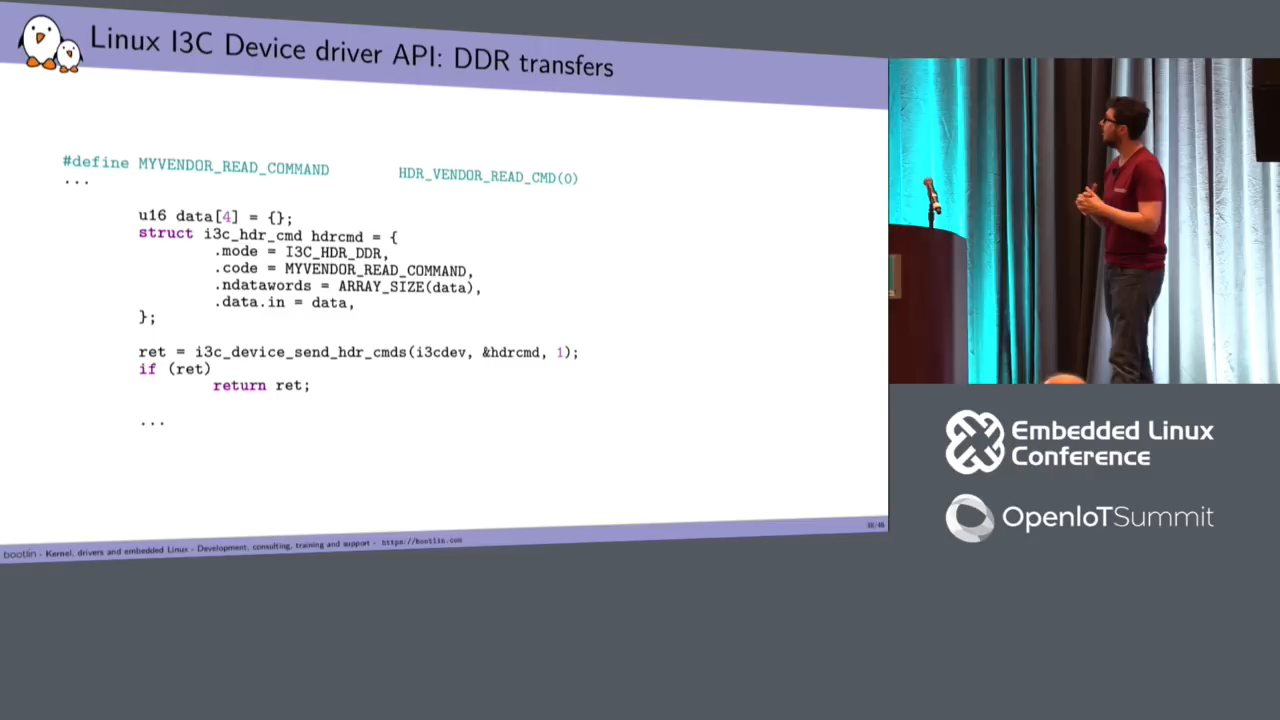 Linux I3C Device driver API: DDR transfers
#define MYVENDOR_READ_COMMAND HDR_VENDOR_READ_CMD(0)
...
u16 data[4] = {};
struct i3c_hdr_cmd hdrcmd = {
.mode = I3C_HDR_DDR,
.code = MYVENDOR_READ_COMMAND,
.ndatawords = ARRAY_SIZE(data),
.data.in = data,
};
ret = i3c_device_send_hdr_cmds(i3cdev, &hdrcmd, 1);
if (ret)
return ret;
...
bootlin - Kernel, drivers and embedded Linux - Development, consulting, training and support - https://bootlin.com
Embedded Linux
Conference
OpenIoTSummit